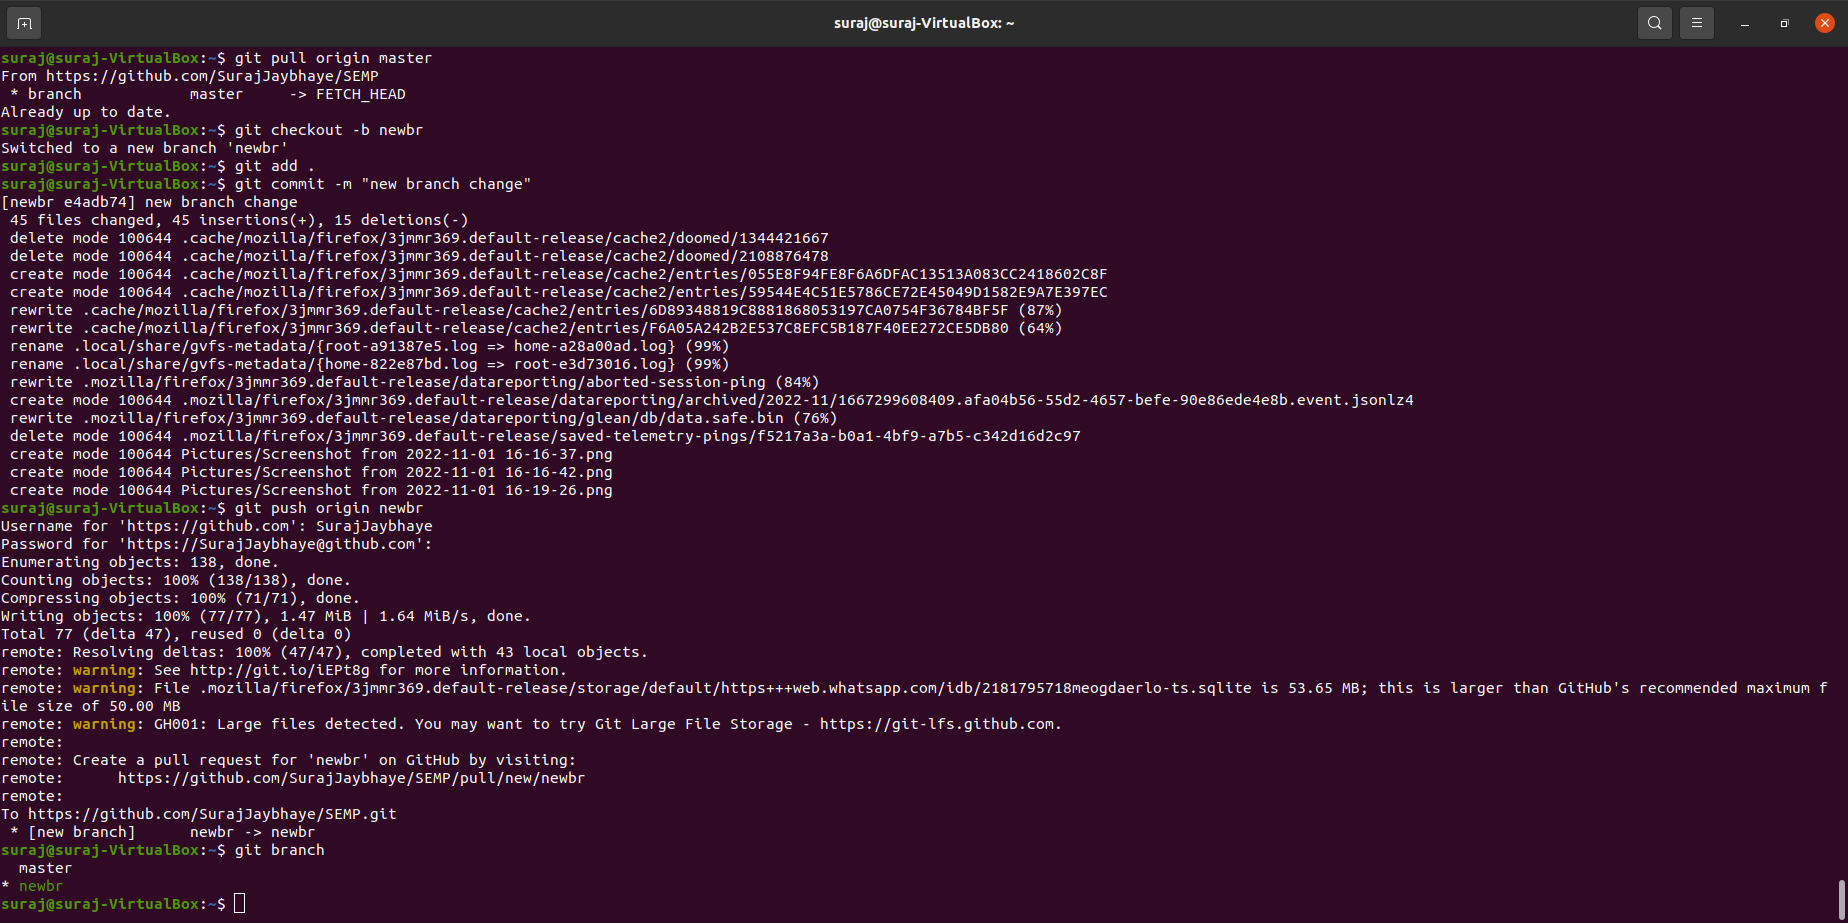 suraj@suraj-VirtualBox: ~
suraj@suraj-VirtualBox:~$ git pull origin master
From https://github.com/SurajJaybhaye/SEMP
 * branch            master     -> FETCH_HEAD
Already up to date.
suraj@suraj-VirtualBox:~$ git checkout -b newbr
Switched to a new branch 'newbr'
suraj@suraj-VirtualBox:~$ git add .
suraj@suraj-VirtualBox:~$ git commit -m "new branch change"
[newbr e4adb74] new branch change
 45 files changed, 45 insertions(+), 15 deletions(-)
 delete mode 100644 .cache/mozilla/firefox/3jmmr369.default-release/cache2/doomed/1344421667
 delete mode 100644 .cache/mozilla/firefox/3jmmr369.default-release/cache2/doomed/2108876478
 create mode 100644 .cache/mozilla/firefox/3jmmr369.default-release/cache2/entries/055E8F94FE8F6A6DFAC13513A083CC2418602C8F
 create mode 100644 .cache/mozilla/firefox/3jmmr369.default-release/cache2/entries/59544E4C51E5786CE72E45049D1582E9A7E397EC
 rewrite .cache/mozilla/firefox/3jmmr369.default-release/cache2/entries/6D89348819C8881868053197CA0754F36784BF5F (87%)
 rewrite .cache/mozilla/firefox/3jmmr369.default-release/cache2/entries/F6A05A242B2E537C8EFC5B187F40EE272CE5DB80 (64%)
 rename .local/share/gvfs-metadata/{root-a91387e5.log => home-a28a00ad.log} (99%)
 rename .local/share/gvfs-metadata/{home-822e87bd.log => root-e3d73016.log} (99%)
 rewrite .mozilla/firefox/3jmmr369.default-release/datareporting/aborted-session-ping (84%)
 create mode 100644 .mozilla/firefox/3jmmr369.default-release/datareporting/archived/2022-11/1667299608409.afa04b56-55d2-4657-befe-90e86ede4e8b.event.jsonlz4
 rewrite .mozilla/firefox/3jmmr369.default-release/datareporting/glean/db/data.safe.bin (76%)
 delete mode 100644 .mozilla/firefox/3jmmr369.default-release/saved-telemetry-pings/f5217a3a-b0a1-4bf9-a7b5-c342d16d2c97
 create mode 100644 Pictures/Screenshot from 2022-11-01 16-16-37.png
 create mode 100644 Pictures/Screenshot from 2022-11-01 16-16-42.png
 create mode 100644 Pictures/Screenshot from 2022-11-01 16-19-26.png
suraj@suraj-VirtualBox:~$ git push origin newbr
Username for 'https://github.com': SurajJaybhaye
Password for 'https://SurajJaybhaye@github.com':
Enumerating objects: 138, done.
Counting objects: 100% (138/138), done.
Compressing objects: 100% (71/71), done.
Writing objects: 100% (77/77), 1.47 MiB | 1.64 MiB/s, done.
Total 77 (delta 47), reused 0 (delta 0)
remote: Resolving deltas: 100% (47/47), completed with 43 local objects.
remote: warning: See http://git.io/iEPt8g for more information.
remote: warning: File .mozilla/firefox/3jmmr369.default-release/storage/default/https+++web.whatsapp.com/idb/2181795718meogdaerlo-ts.sqlite is 53.65 MB; this is larger than GitHub's recommended maximum f
ile size of 50.00 MB
remote: warning: GH001: Large files detected. You may want to try Git Large File Storage - https://git-lfs.github.com.
remote:
remote: Create a pull request for 'newbr' on GitHub by visiting:
remote:      https://github.com/SurajJaybhaye/SEMP/pull/new/newbr
remote:
To https://github.com/SurajJaybhaye/SEMP.git
 * [new branch]      newbr -> newbr
suraj@suraj-VirtualBox:~$ git branch
  master
* newbr
suraj@suraj-VirtualBox:~$